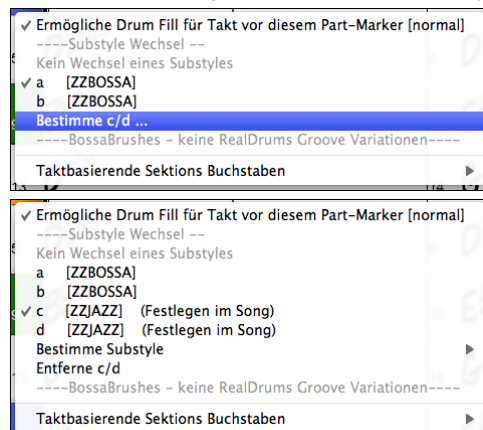 ✓ Ermögliche Drum Fill für Takt vor diesem Part-Marker [normal]
----Substyle Wechsel --
Kein Wechsel eines Substyles
✓ a [ZZBOSSA]
b [ZZBOSSA]
Bestimme c/d ...
----BossaBrushes - keine RealDrums Groove Variationen----
Taktbasierende Sektions Buchstaben
✓ Ermögliche Drum Fill für Takt vor diesem Part-Marker [normal]
----Substyle Wechsel --
Kein Wechsel eines Substyles
a [ZZBOSSA]
b [ZZBOSSA]
✓ c [ZZJAZZ] (Festlegen im Song)
d [ZZJAZZ] (Festlegen im Song)
Bestimme Substyle
Entferne c/d
----BossaBrushes - keine RealDrums Groove Variationen----
Taktbasierende Sektions Buchstaben